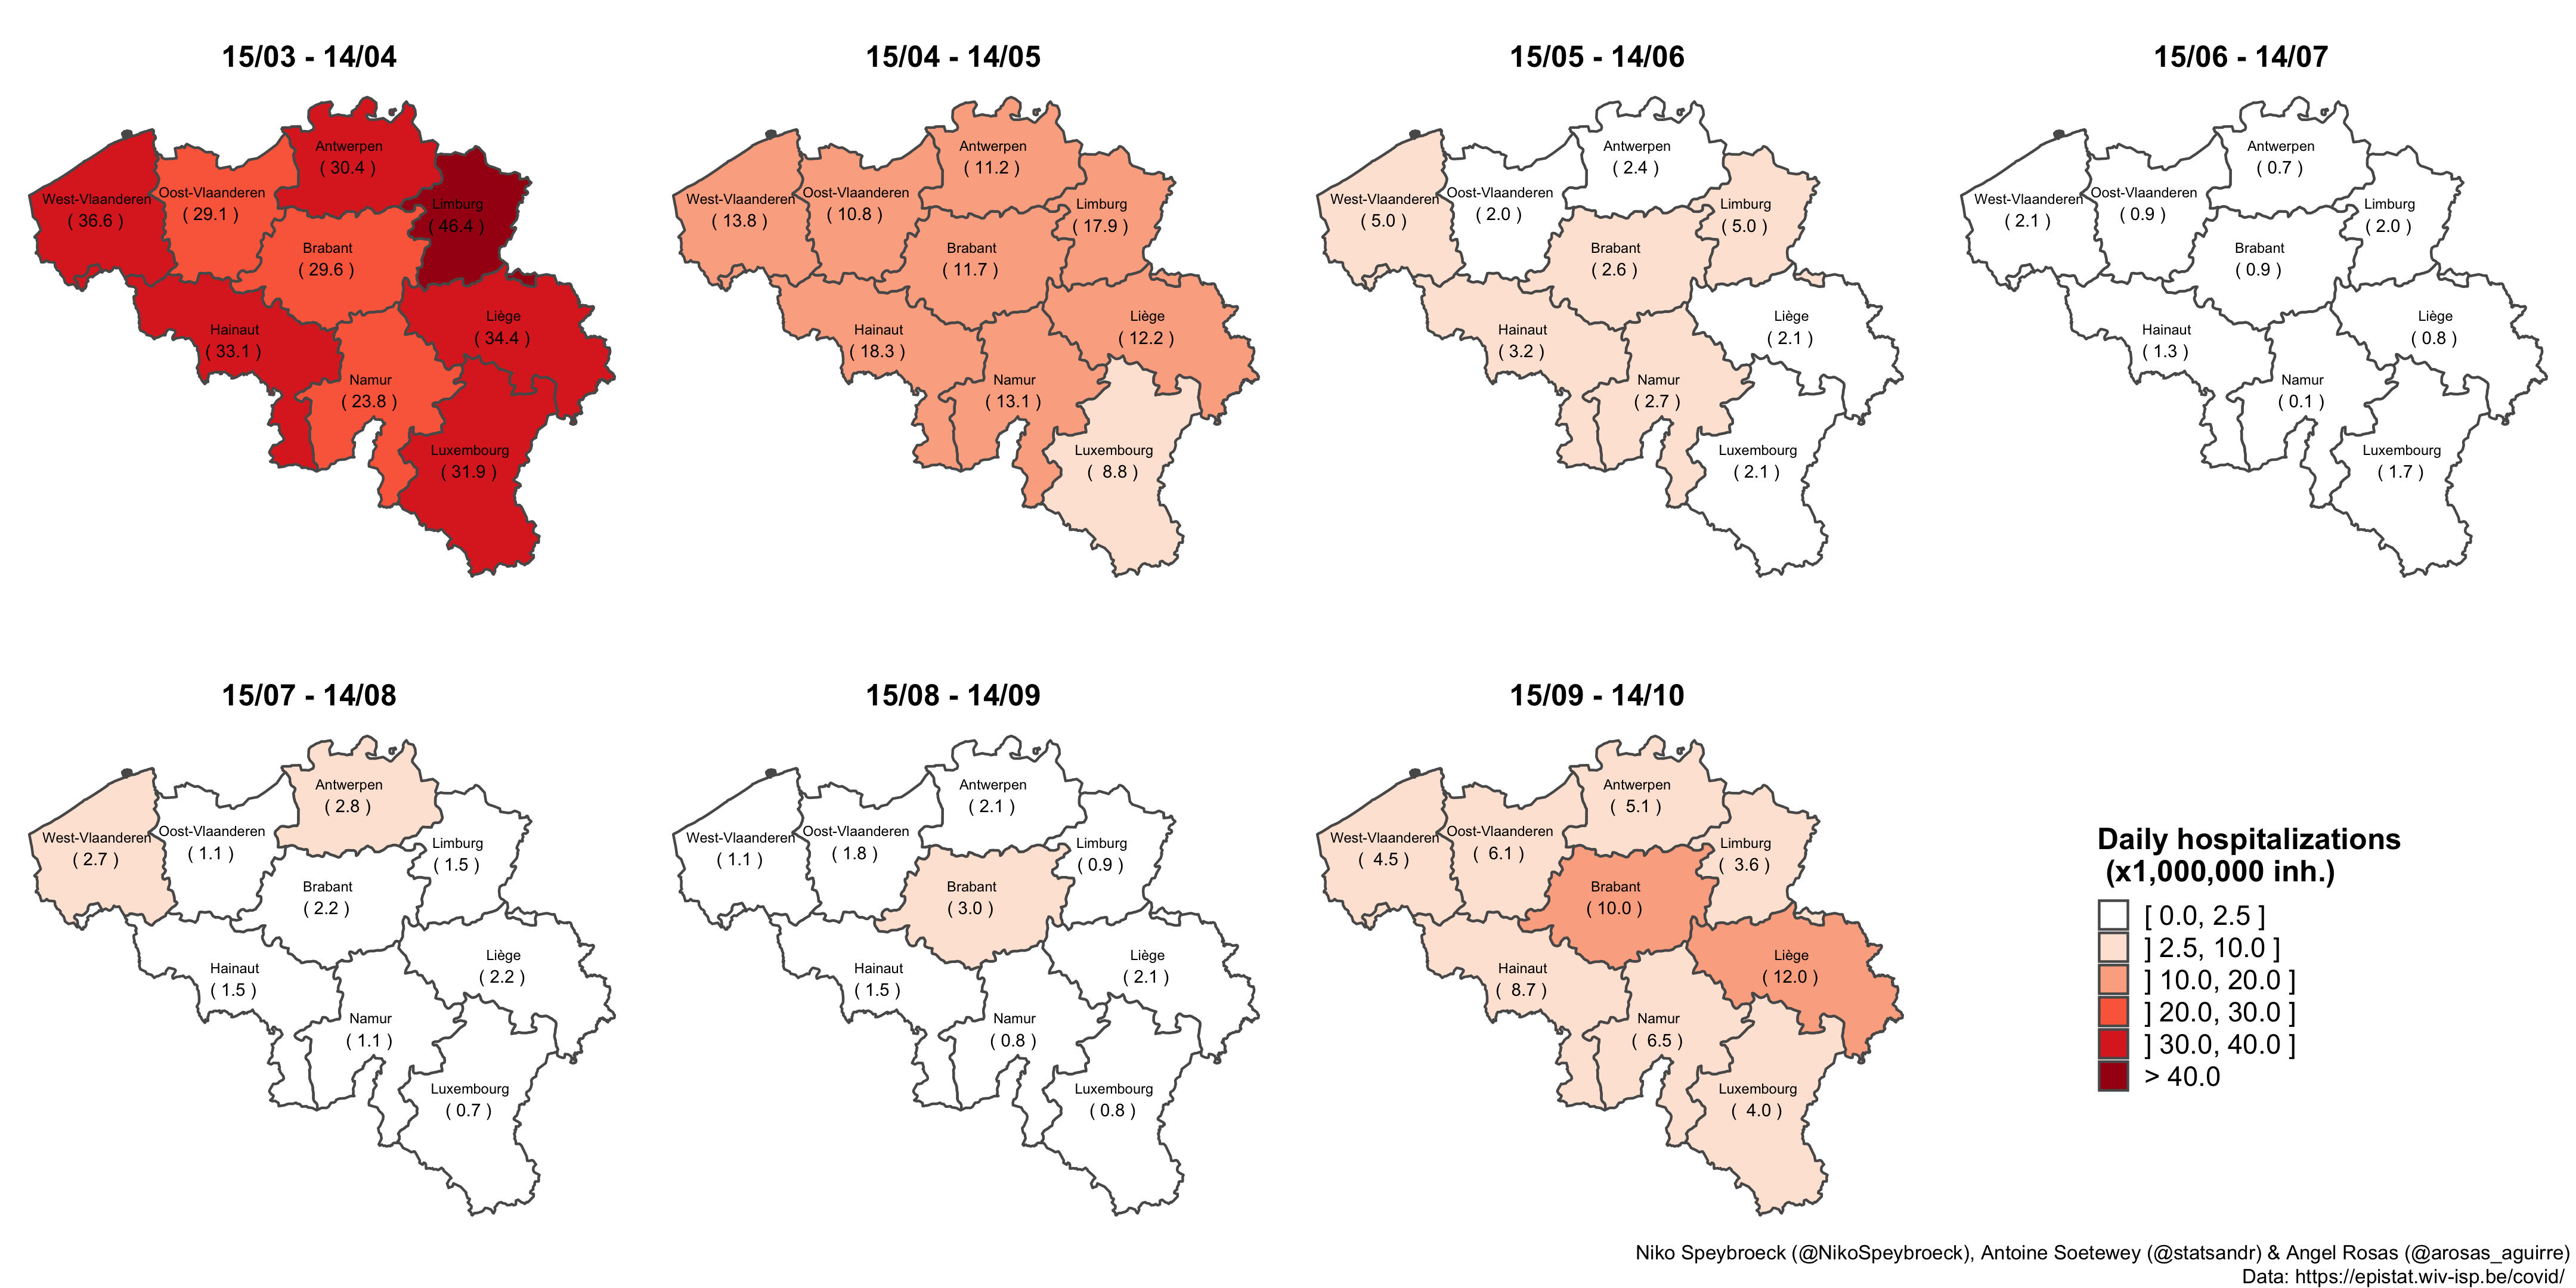 15/03 - 14/04
Antwerpen
( 30.4 )
West-Vlaanderen
( 36.6 )
Oost-Vlaanderen
( 29.1 )
Limburg
( 46.4 )
Brabant
( 29.6 )
Hainaut
( 33.1 )
Liège
( 34.4 )
Namur
( 23.8 )
Luxembourg
( 31.9 )
15/04 - 14/05
Antwerpen
( 11.2 )
West-Vlaanderen
( 13.8 )
Oost-Vlaanderen
( 10.8 )
Limburg
( 17.9 )
Brabant
( 11.7 )
Hainaut
( 18.3 )
Liège
( 12.2 )
Namur
( 13.1 )
Luxembourg
( 8.8 )
15/05 - 14/06
Antwerpen
( 2.4 )
West-Vlaanderen
( 5.0 )
Oost-Vlaanderen
( 2.0 )
Limburg
( 5.0 )
Brabant
( 2.6 )
Hainaut
( 3.2 )
Liège
( 2.1 )
Namur
( 2.7 )
Luxembourg
( 2.1 )
15/06 - 14/07
Antwerpen
( 0.7 )
West-Vlaanderen
( 2.1 )
Oost-Vlaanderen
( 0.9 )
Limburg
( 2.0 )
Brabant
( 0.9 )
Hainaut
( 1.3 )
Liège
( 0.8 )
Namur
( 0.1 )
Luxembourg
( 1.7 )
15/07 - 14/08
Antwerpen
( 2.8 )
West-Vlaanderen
( 2.7 )
Oost-Vlaanderen
( 1.1 )
Limburg
( 1.5 )
Brabant
( 2.2 )
Hainaut
( 1.5 )
Liège
( 2.2 )
Namur
( 1.1 )
Luxembourg
( 0.7 )
15/08 - 14/09
Antwerpen
( 2.1 )
West-Vlaanderen
( 1.1 )
Oost-Vlaanderen
( 1.8 )
Limburg
( 0.9 )
Brabant
( 3.0 )
Hainaut
( 1.5 )
Liège
( 2.1 )
Namur
( 0.8 )
Luxembourg
( 0.8 )
15/09 - 14/10
Antwerpen
( 5.1 )
West-Vlaanderen
( 4.5 )
Oost-Vlaanderen
( 6.1 )
Limburg
( 3.6 )
Brabant
( 10.0 )
Hainaut
( 8.7 )
Liège
( 12.0 )
Namur
( 6.5 )
Luxembourg
( 4.0 )
Daily hospitalizations
(x1,000,000 inh.)
[ 0.0, 2.5 ]
] 2.5, 10.0 ]
] 10.0, 20.0 ]
] 20.0, 30.0 ]
] 30.0, 40.0 ]
> 40.0
Niko Speybroeck (@NikoSpeybroeck), Antoine Soetewey (@statsandr) & Angel Rosas (@arosas_aguirre)
Data: https://epistat.wiv-isp.be/covid/